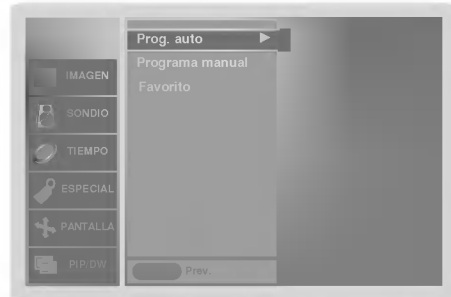 IMAGEN
SONDIO
TIEMPO
ESPECIAL
PANTALLA
PIP/DW
Prog. auto
Programa manual
Favorito
Prev.